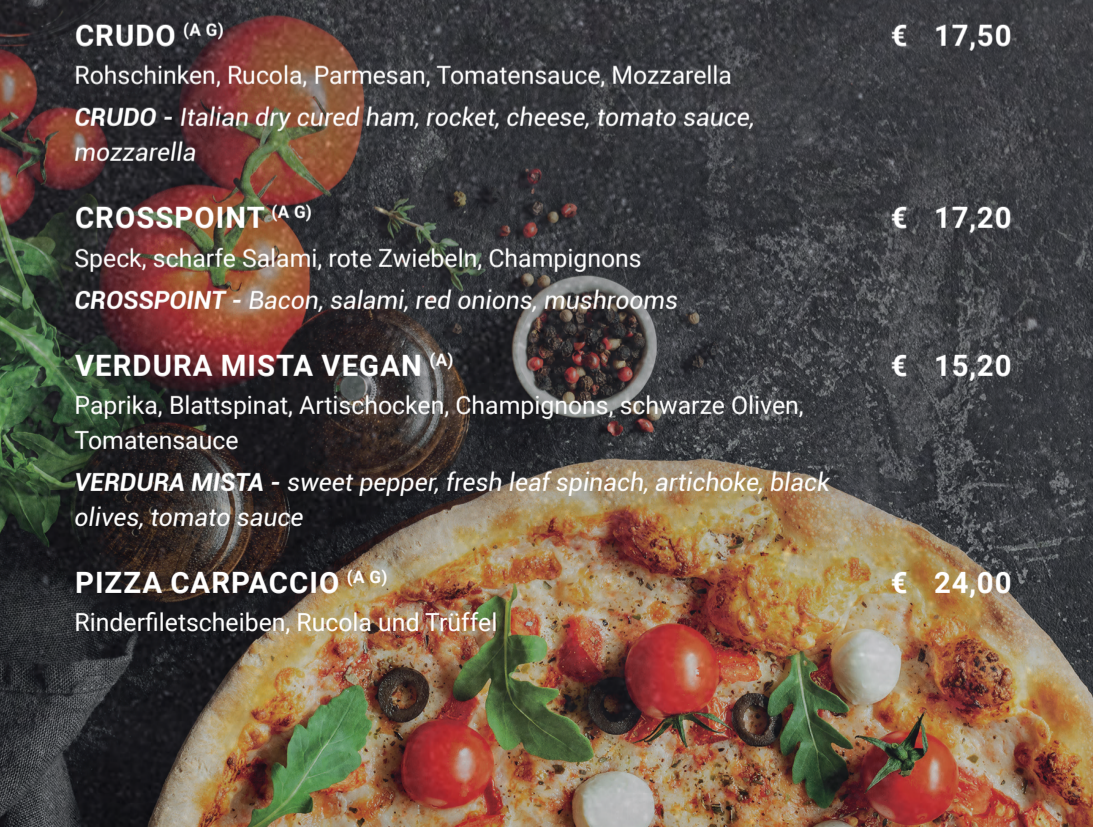 CRUDO (A G) € 17,50
Rohschinken, Rucola, Parmesan, Tomatensauce, Mozzarella
CRUDO - Italian dry cured ham, rocket, cheese, tomato sauce,
mozzarella
CROSSPOINT (A G) € 17,20
Speck, scharfe Salami, rote Zwiebeln, Champignons
CROSSPOINT - Bacon, salami, red onions, mushrooms
VERDURA MISTA VEGAN (A) € 15,20
Paprika, Blattspinat, Artischocken, Champignons, schwarze Oliven,
Tomatensauce
VERDURA MISTA - sweet pepper, fresh leaf spinach, artichoke, black
olives, tomato sauce
PIZZA CARPACCIO (A G) € 24,00
Rinderfiletscheiben, Rucola und Trüffel